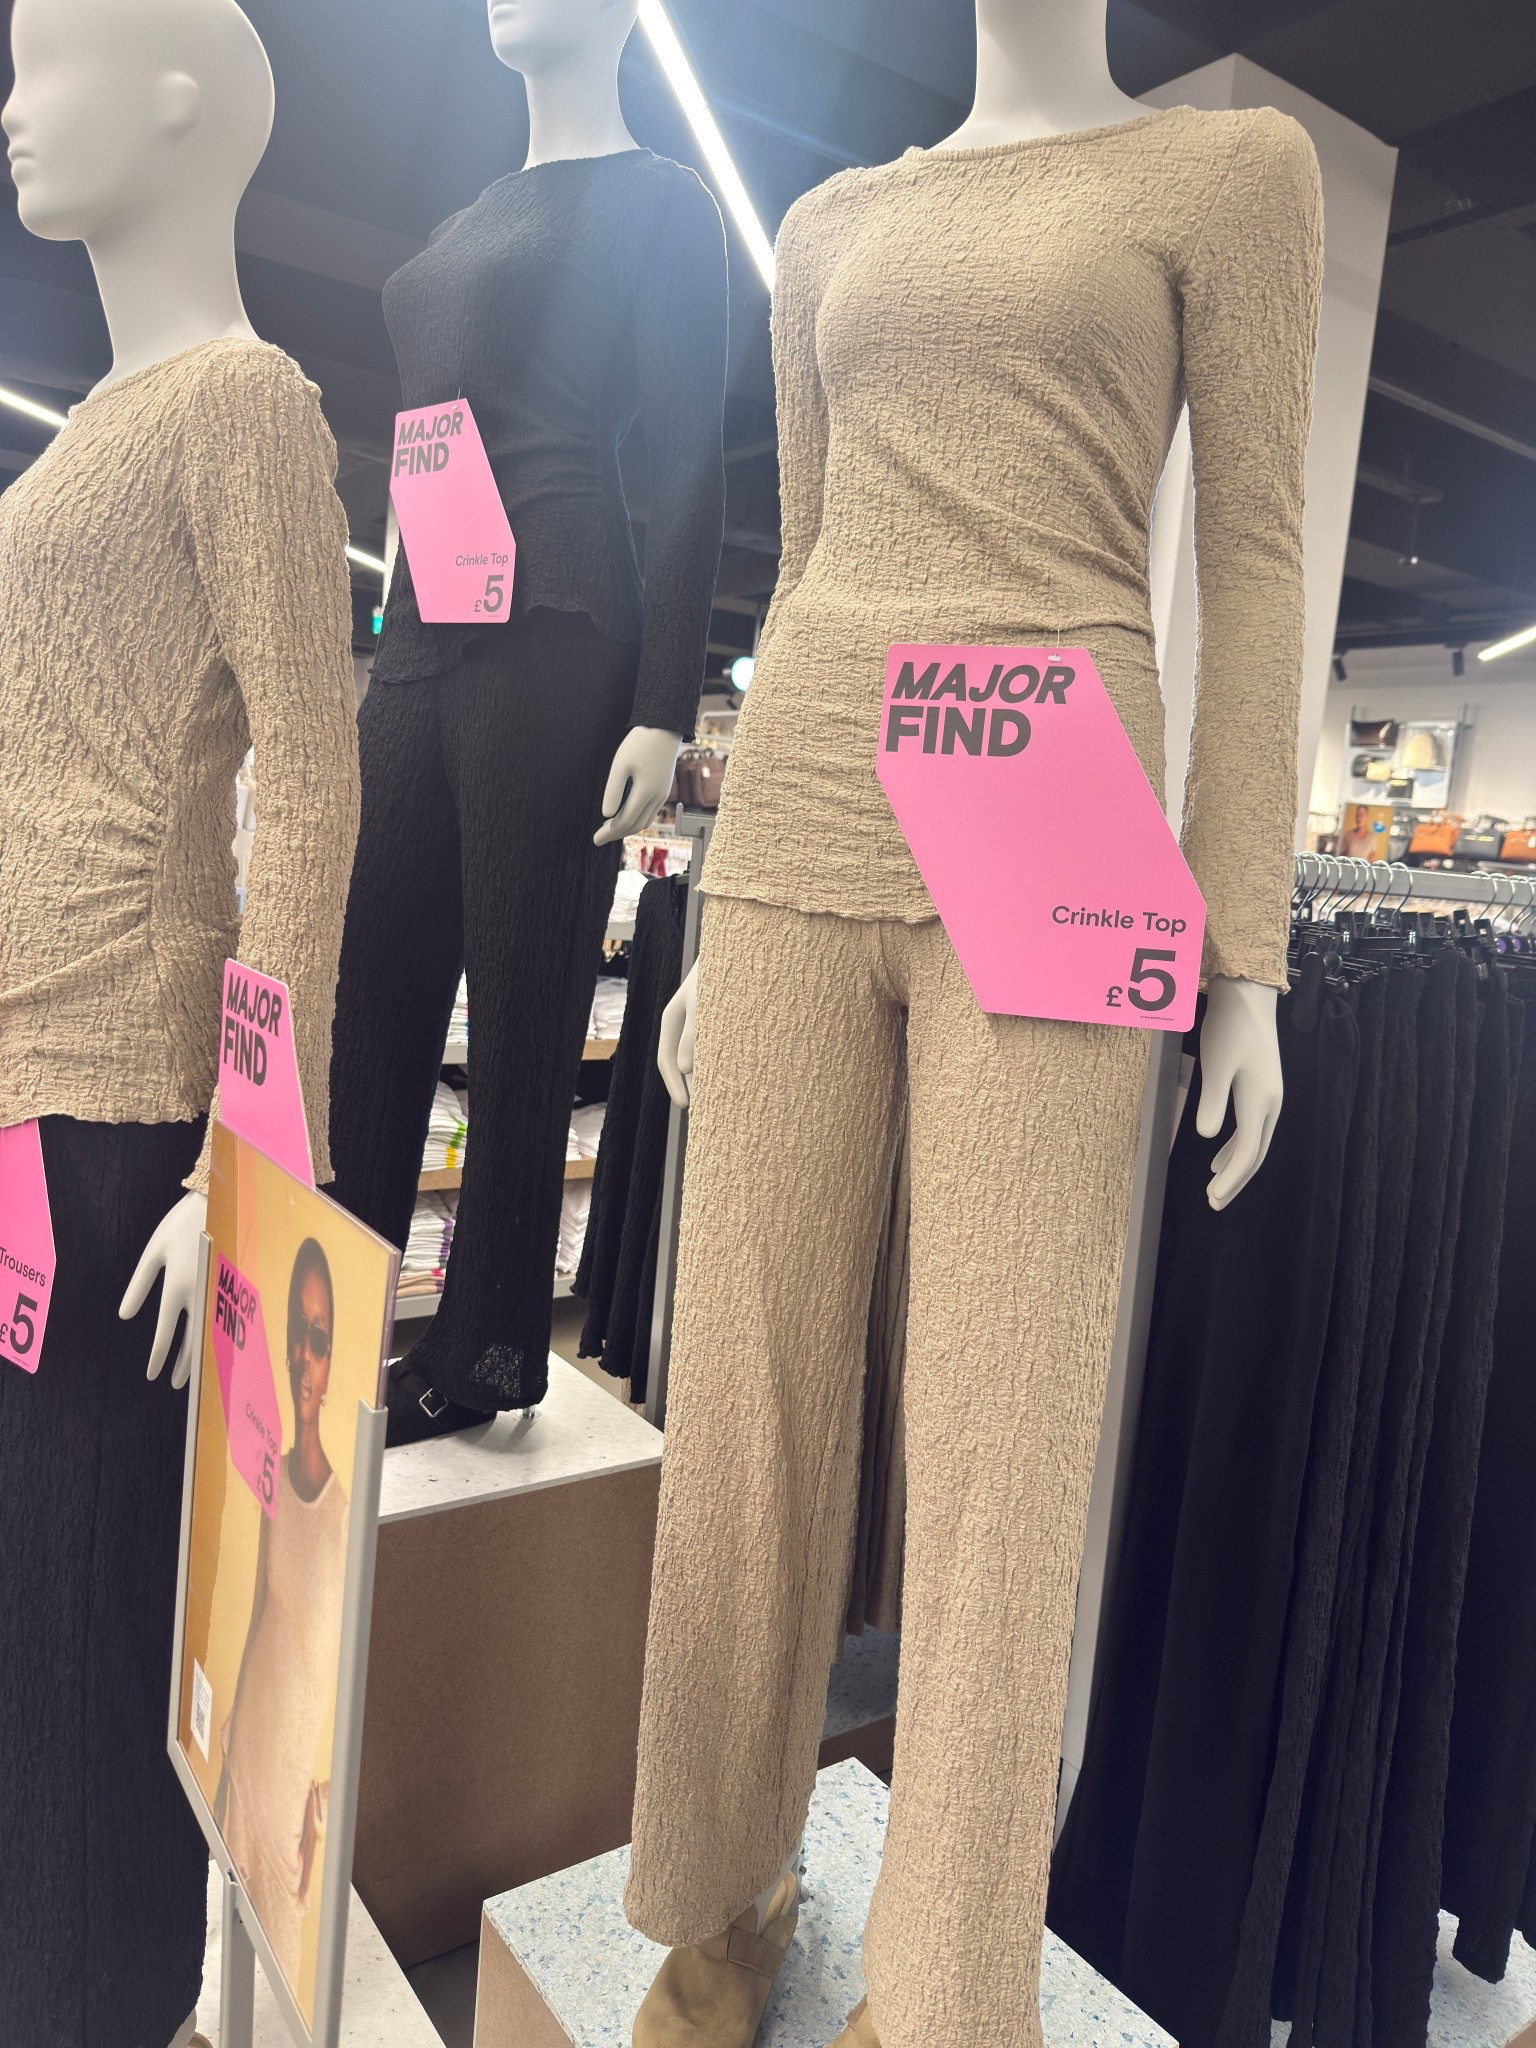 MAJOR
FIND
Crinkle Top
£5
MAJOR
FIND
Crinkle Top
£5
MAJOR
FIND
Trousers
£5
MAJOR
FIND
Crinkle Top
£5